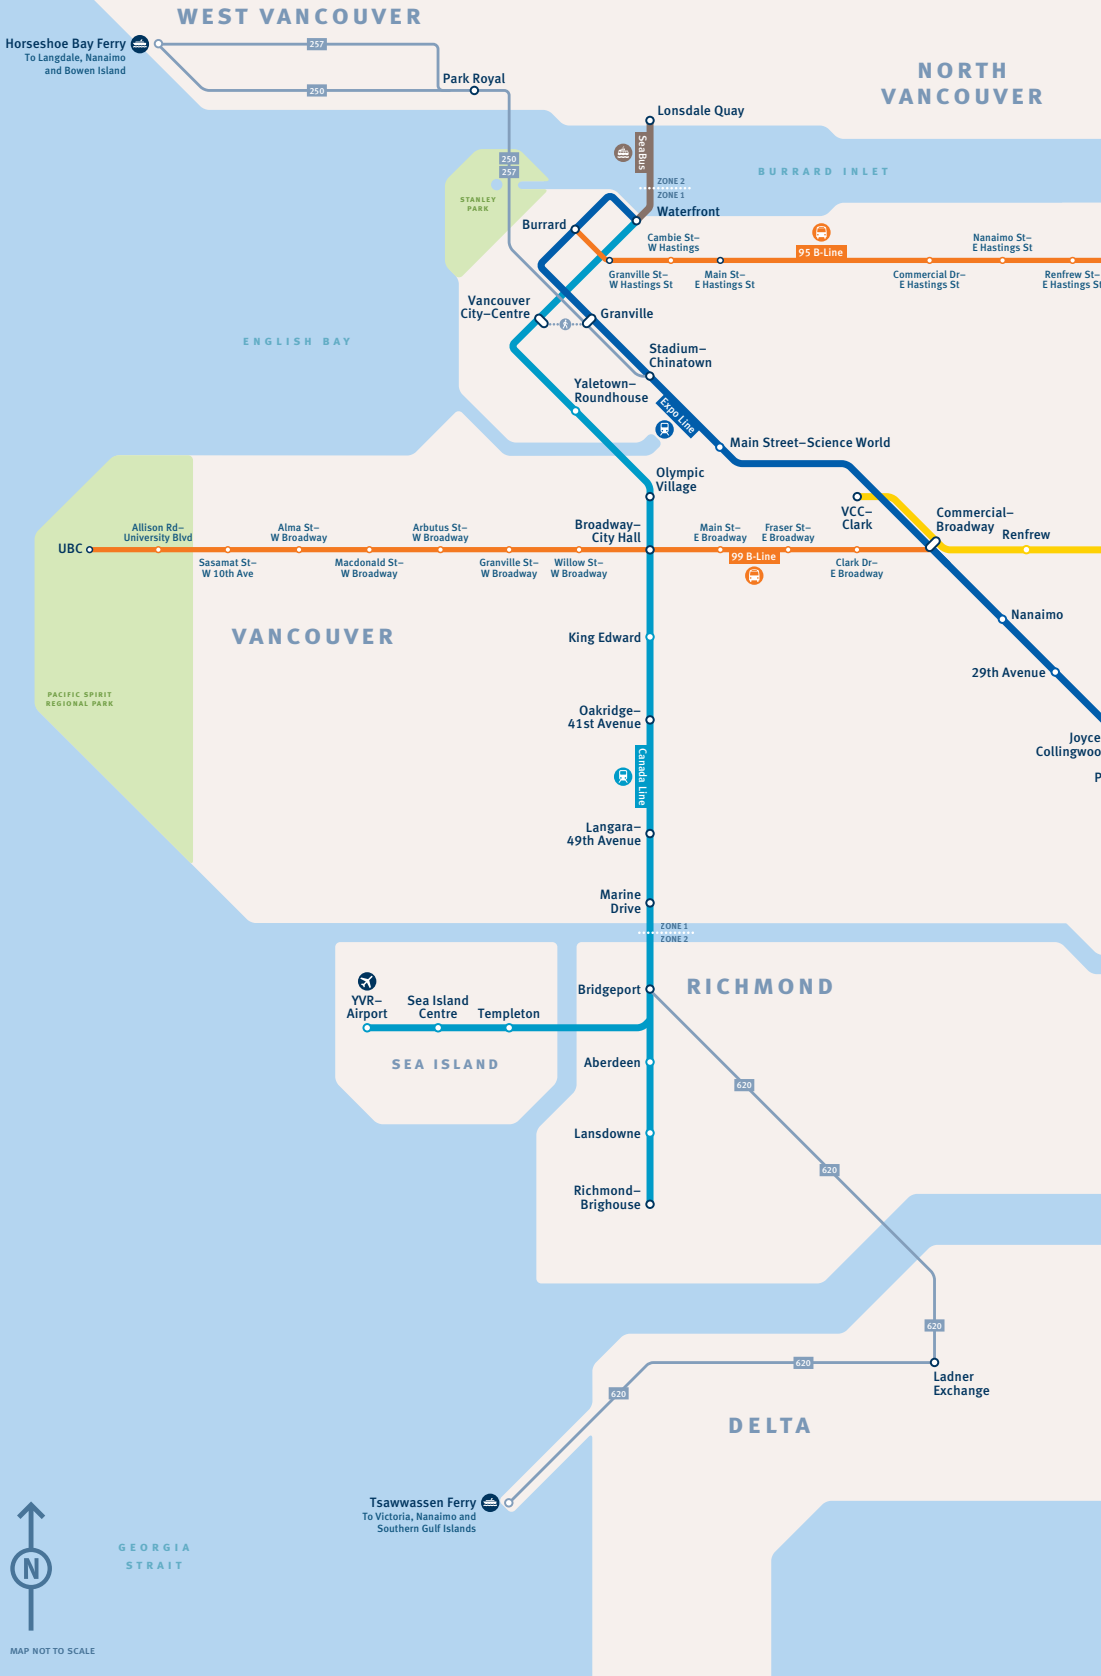 WEST VANCOUVER
Horseshoe Bay Ferry
To Langdale, Nanaimo
and Bowen Island
257
250
Park Royal
NORTH
VANCOUVER
Lonsdale Quay
SeaBus
250
257
BURRARD INLET
ZONE 2
ZONE 1
STANLEY
PARK
Waterfront
Burrard
Cambie St–
W Hastings
95 B-Line
Nanaimo St–
E Hastings St
Granville St–
W Hastings St
Main St–
E Hastings St
Commercial Dr–
E Hastings St
Renfrew St–
E Hastings St
Vancouver
City–Centre
Granville
ENGLISH BAY
Stadium–
Chinatown
Yaletown–
Roundhouse
Expo Line
Main Street–Science World
Olympic
Village
VCC–
Clark
Commercial–
Broadway
Renfrew
UBC
Allison Rd–
University Blvd
Alma St–
W Broadway
Arbutus St–
W Broadway
Broadway–
City Hall
Main St–
E Broadway
Fraser St–
E Broadway
99 B-Line
Sasamat St–
W 10th Ave
Macdonald St–
W Broadway
Granville St–
W Broadway
Willow St–
W Broadway
Clark Dr–
E Broadway
VANCOUVER
King Edward
Nanaimo
29th Avenue
PACIFIC SPIRIT
REGIONAL PARK
Oakridge–
41st Avenue
Joyce
Collingwoo
P
Canada Line
Langara–
49th Avenue
Marine
Drive
ZONE 1
ZONE 2
Bridgeport
RICHMOND
YVR–
Airport
Sea Island
Centre
Templeton
SEA ISLAND
Aberdeen
620
Lansdowne
620
Richmond–
Brighouse
620
620
620
Ladner
Exchange
DELTA
Tsawwassen Ferry
To Victoria, Nanaimo and
Southern Gulf Islands
GEORGIA
STRAIT
N
MAP NOT TO SCALE